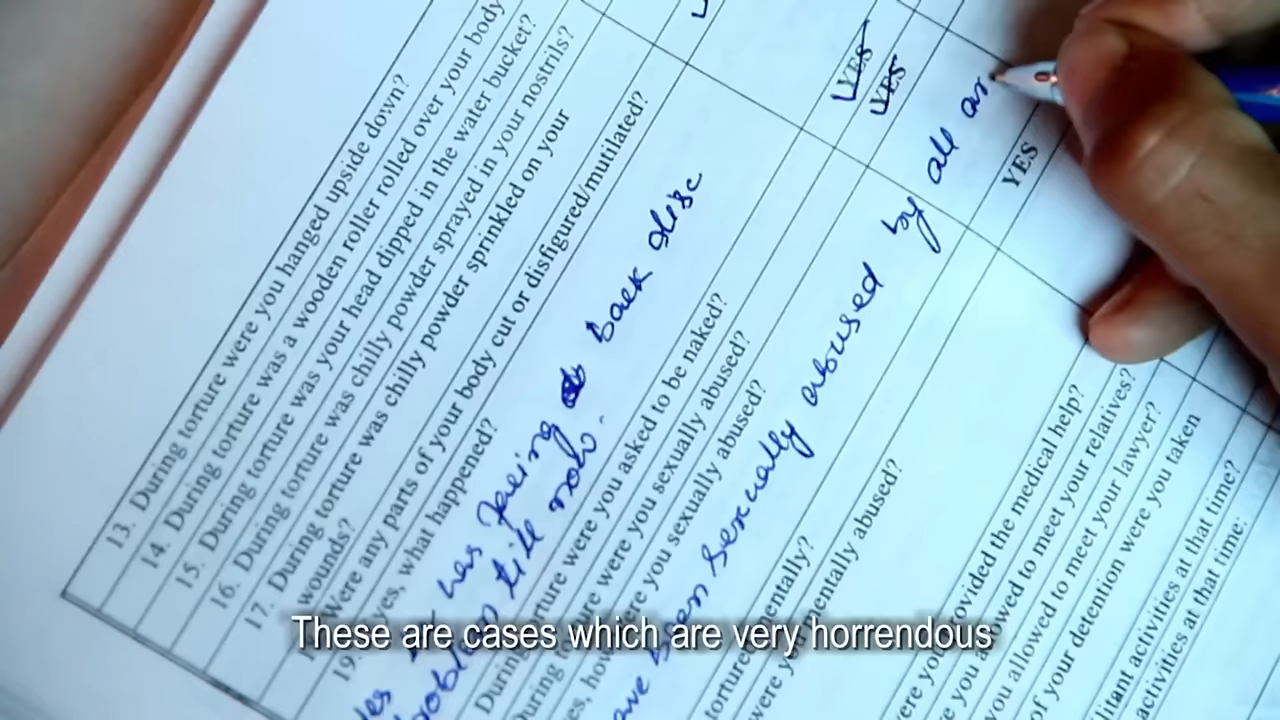 13. During torture were you hanged upside down?
14. During torture was a wooden roller rolled over your body
15. During torture was your head dipped in the water bucket?
16. During torture was chilly powder sprayed in your nostrils?
17. During torture was chilly powder sprinkled on your
wounds?
Were any parts of your body cut or disfigured/mutilated?
19. yes, what happened?
has facing back disc
problem till now.
During torture were you asked to be naked? YES
During torture were you sexually abused? YES
es, how were you sexually abused?
ave been sexually abused by all ar
torture mentally? YES
were you mentally abused?
were you provided the medical help?
e you allowed to meet your relatives?
you allowed to meet your lawyer?
of your detention were you taken
litant activities at that time?
activities at that time:
These are cases which are very horrendous